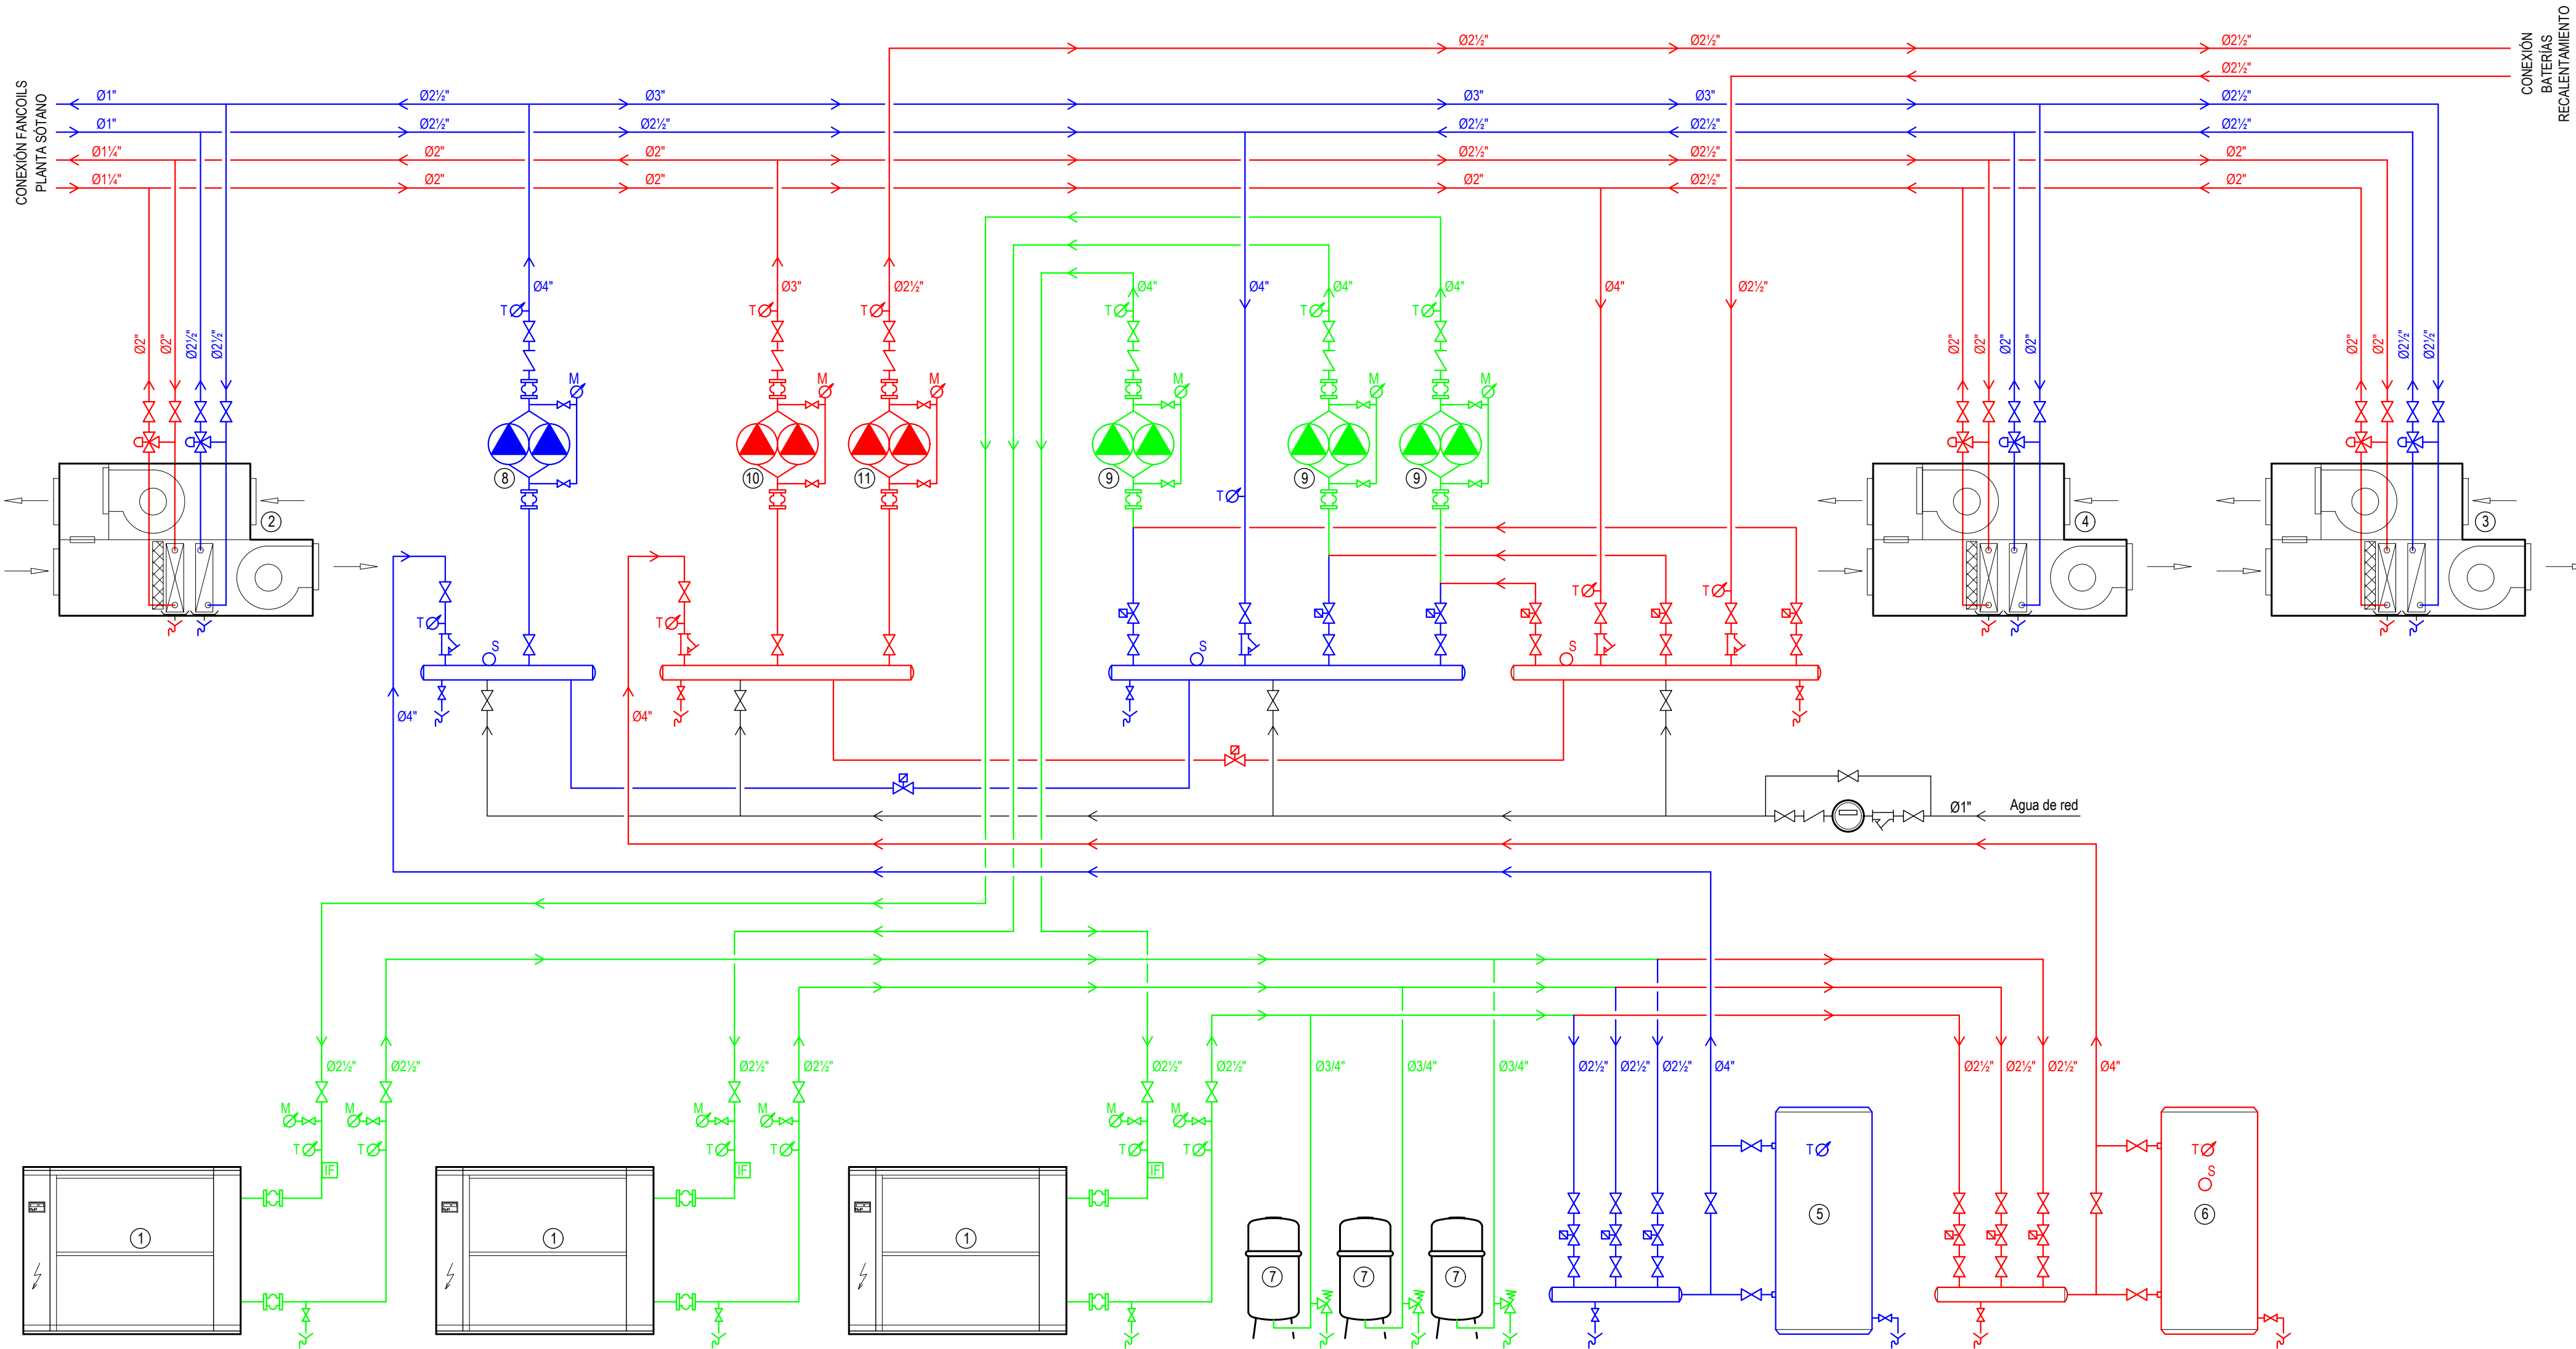 Ø2½" Ø2½" Ø2½"
Ø2½"
CONEXIÓN
BATERÍAS
RECALENTAMIENTO
CONEXIÓN FANCOILS
PLANTA SÓTANO
Ø1" Ø2½" Ø3" Ø3" Ø3" Ø2½"
Ø1" Ø2½" Ø2½" Ø2½" Ø2½" Ø2½"
Ø1¼" Ø2" Ø2" Ø2½" Ø2½" Ø2"
Ø1¼" Ø2" Ø2" Ø2" Ø2½" Ø2"
Ø4" Ø3" Ø2½" Ø4" Ø4" Ø4" Ø4" Ø4" Ø2½"
T T T T T T
Ø2" Ø2" Ø2½" Ø2½" Ø2" Ø2" Ø2" Ø2" Ø2" Ø2" Ø2½" Ø2½"
M M M M M M
8 10 11 9 9 9
T
2 4 3
T T
T T
S S S S
Ø4" Ø4"
Ø1" Agua de red
Ø2½" Ø2½" Ø2½" Ø2½" Ø2½" Ø2½" Ø3/4" Ø3/4" Ø3/4" Ø2½" Ø2½" Ø2½" Ø4" Ø2½" Ø2½" Ø2½" Ø4"
M M M M M M
T T T T T T T T
IF IF IF S
5 6
1 1 1
7 7 7